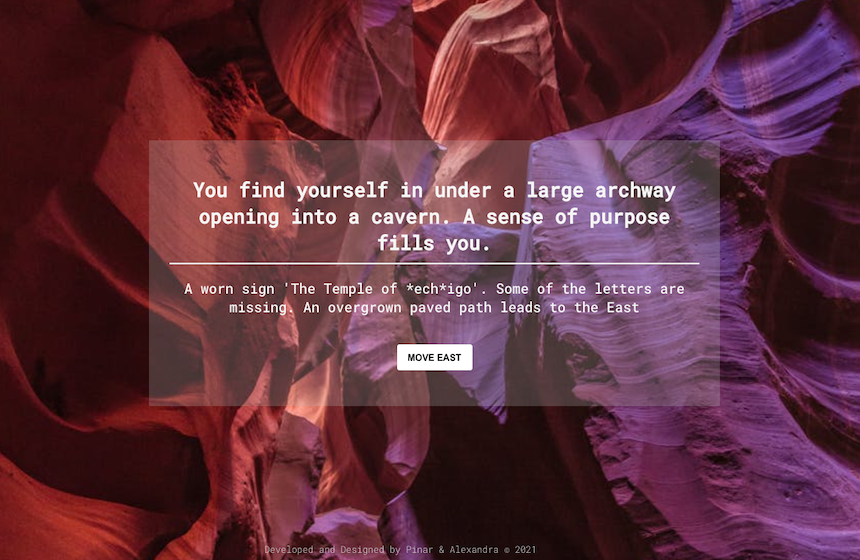 You find yourself in under a large archway
opening into a cavern. A sense of purpose
fills you.
A worn sign 'The Temple of *ech*igo'. Some of the letters are
missing. An overgrown paved path leads to the East
MOVE EAST
Developed and Designed by Pinar & Alexandra © 2021